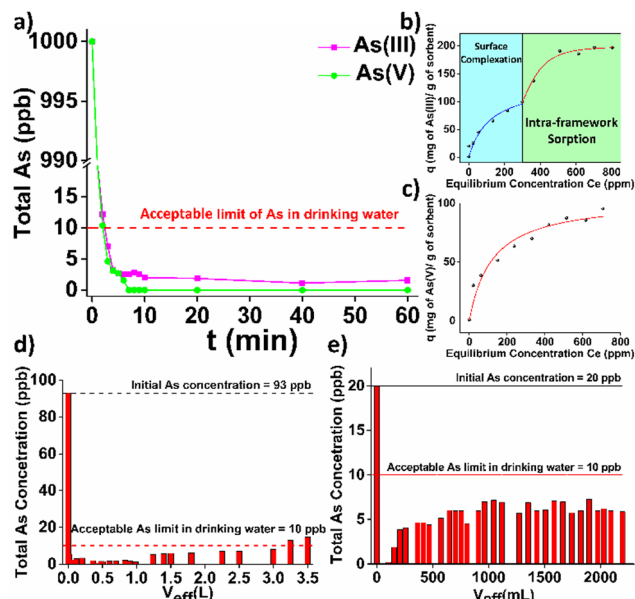 a)
1000
995
990
15
10
5
0
Total As (ppb)
As(III)
As(V)
Acceptable limit of As in drinking water
0 10 20 30 40 50 60
t (min)
b)
q (mg of As(III)/ g of sorbent)
200
150
100
50
0
Surface
Complexation
Intra-framework
Sorption
0 200 400 600 800
Equilibrium Concentration Ce (ppm)
c)
q (mg of As(V)/ g of sorbent)
100
50
0
0 200 400 600 800
Equilibrium Concentration Ce (ppm)
d)
Total As Concetration (ppb)
100
90
80
70
60
50
40
30
20
10
0
Initial As concentration = 93 ppb
Acceptable As limit in drinking water = 10 ppb
0.0 0.5 1.0 1.5 2.0 2.5 3.0 3.5
Veff(L)
e)
Total As Concetration (ppb)
20
15
10
5
0
Initial As concentration = 20 ppb
Acceptable As limit in drinking water = 10 ppb
0 500 1000 1500 2000
Veff(mL)